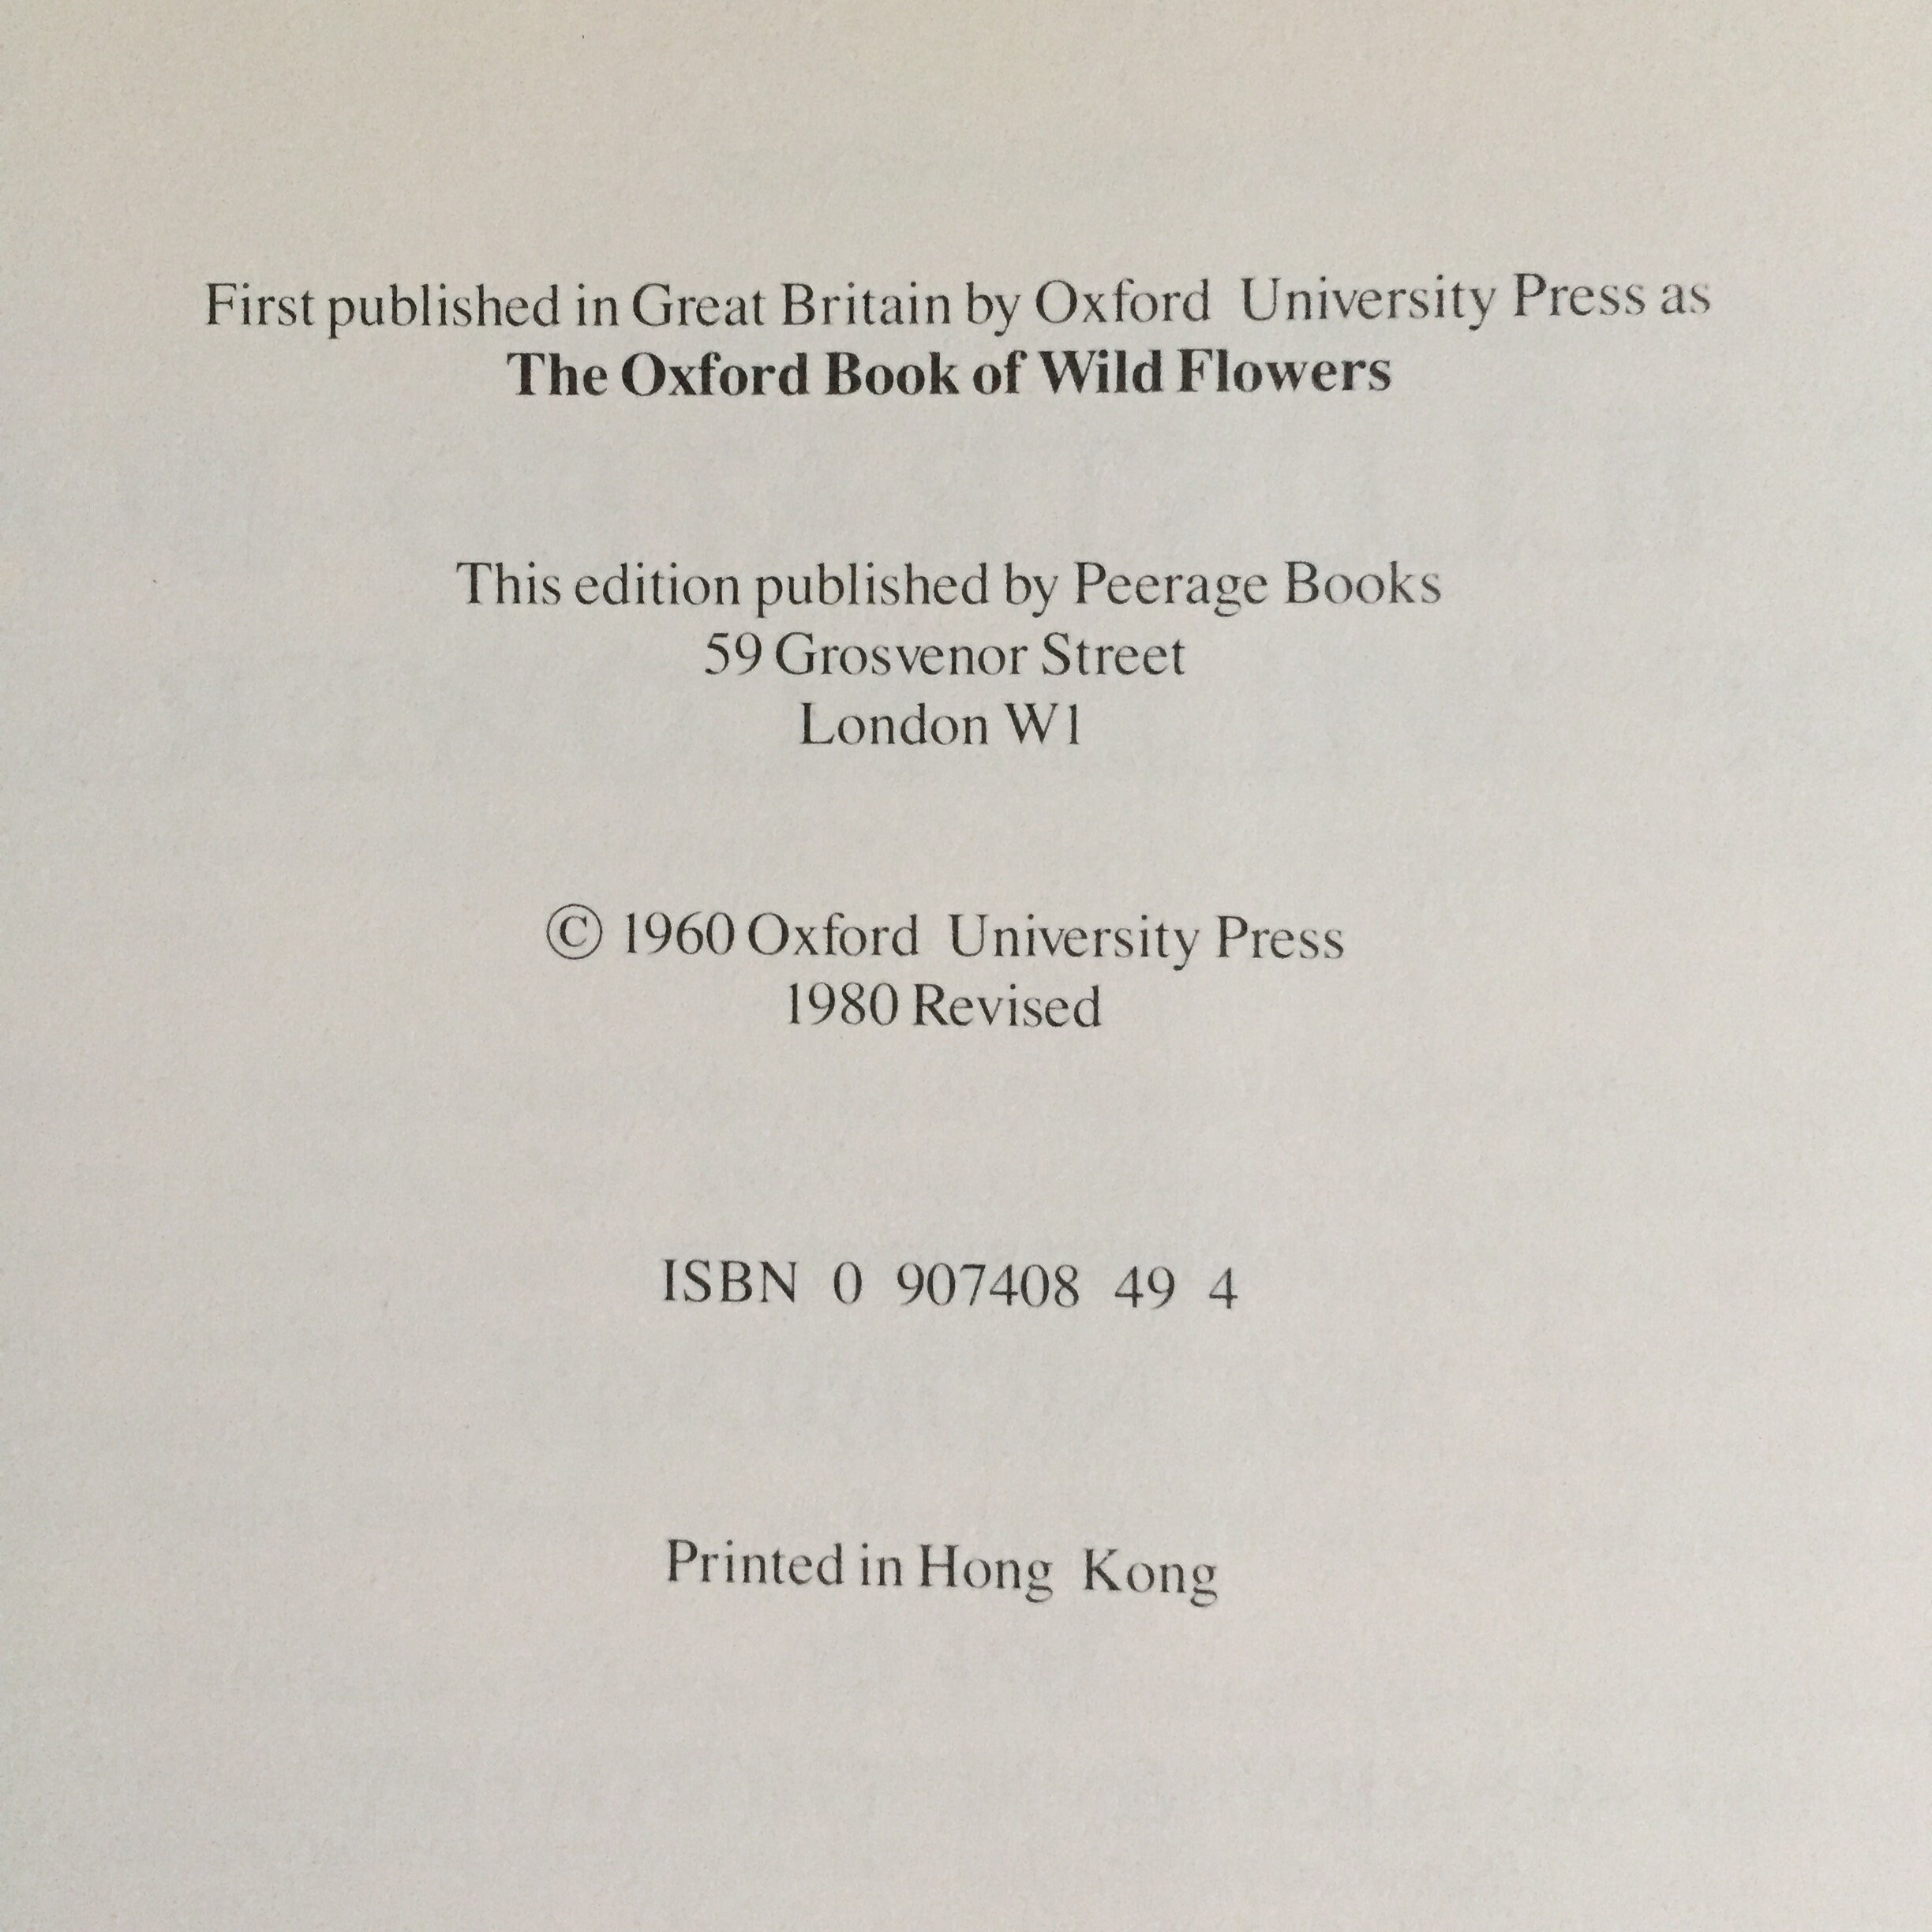 First published in Great Britain by Oxford University Press as
The Oxford Book of Wild Flowers
This edition published by Peerage Books
59 Grosvenor Street
London W1
© 1960 Oxford University Press
1980 Revised
ISBN 0 907408 49 4
Printed in Hong Kong